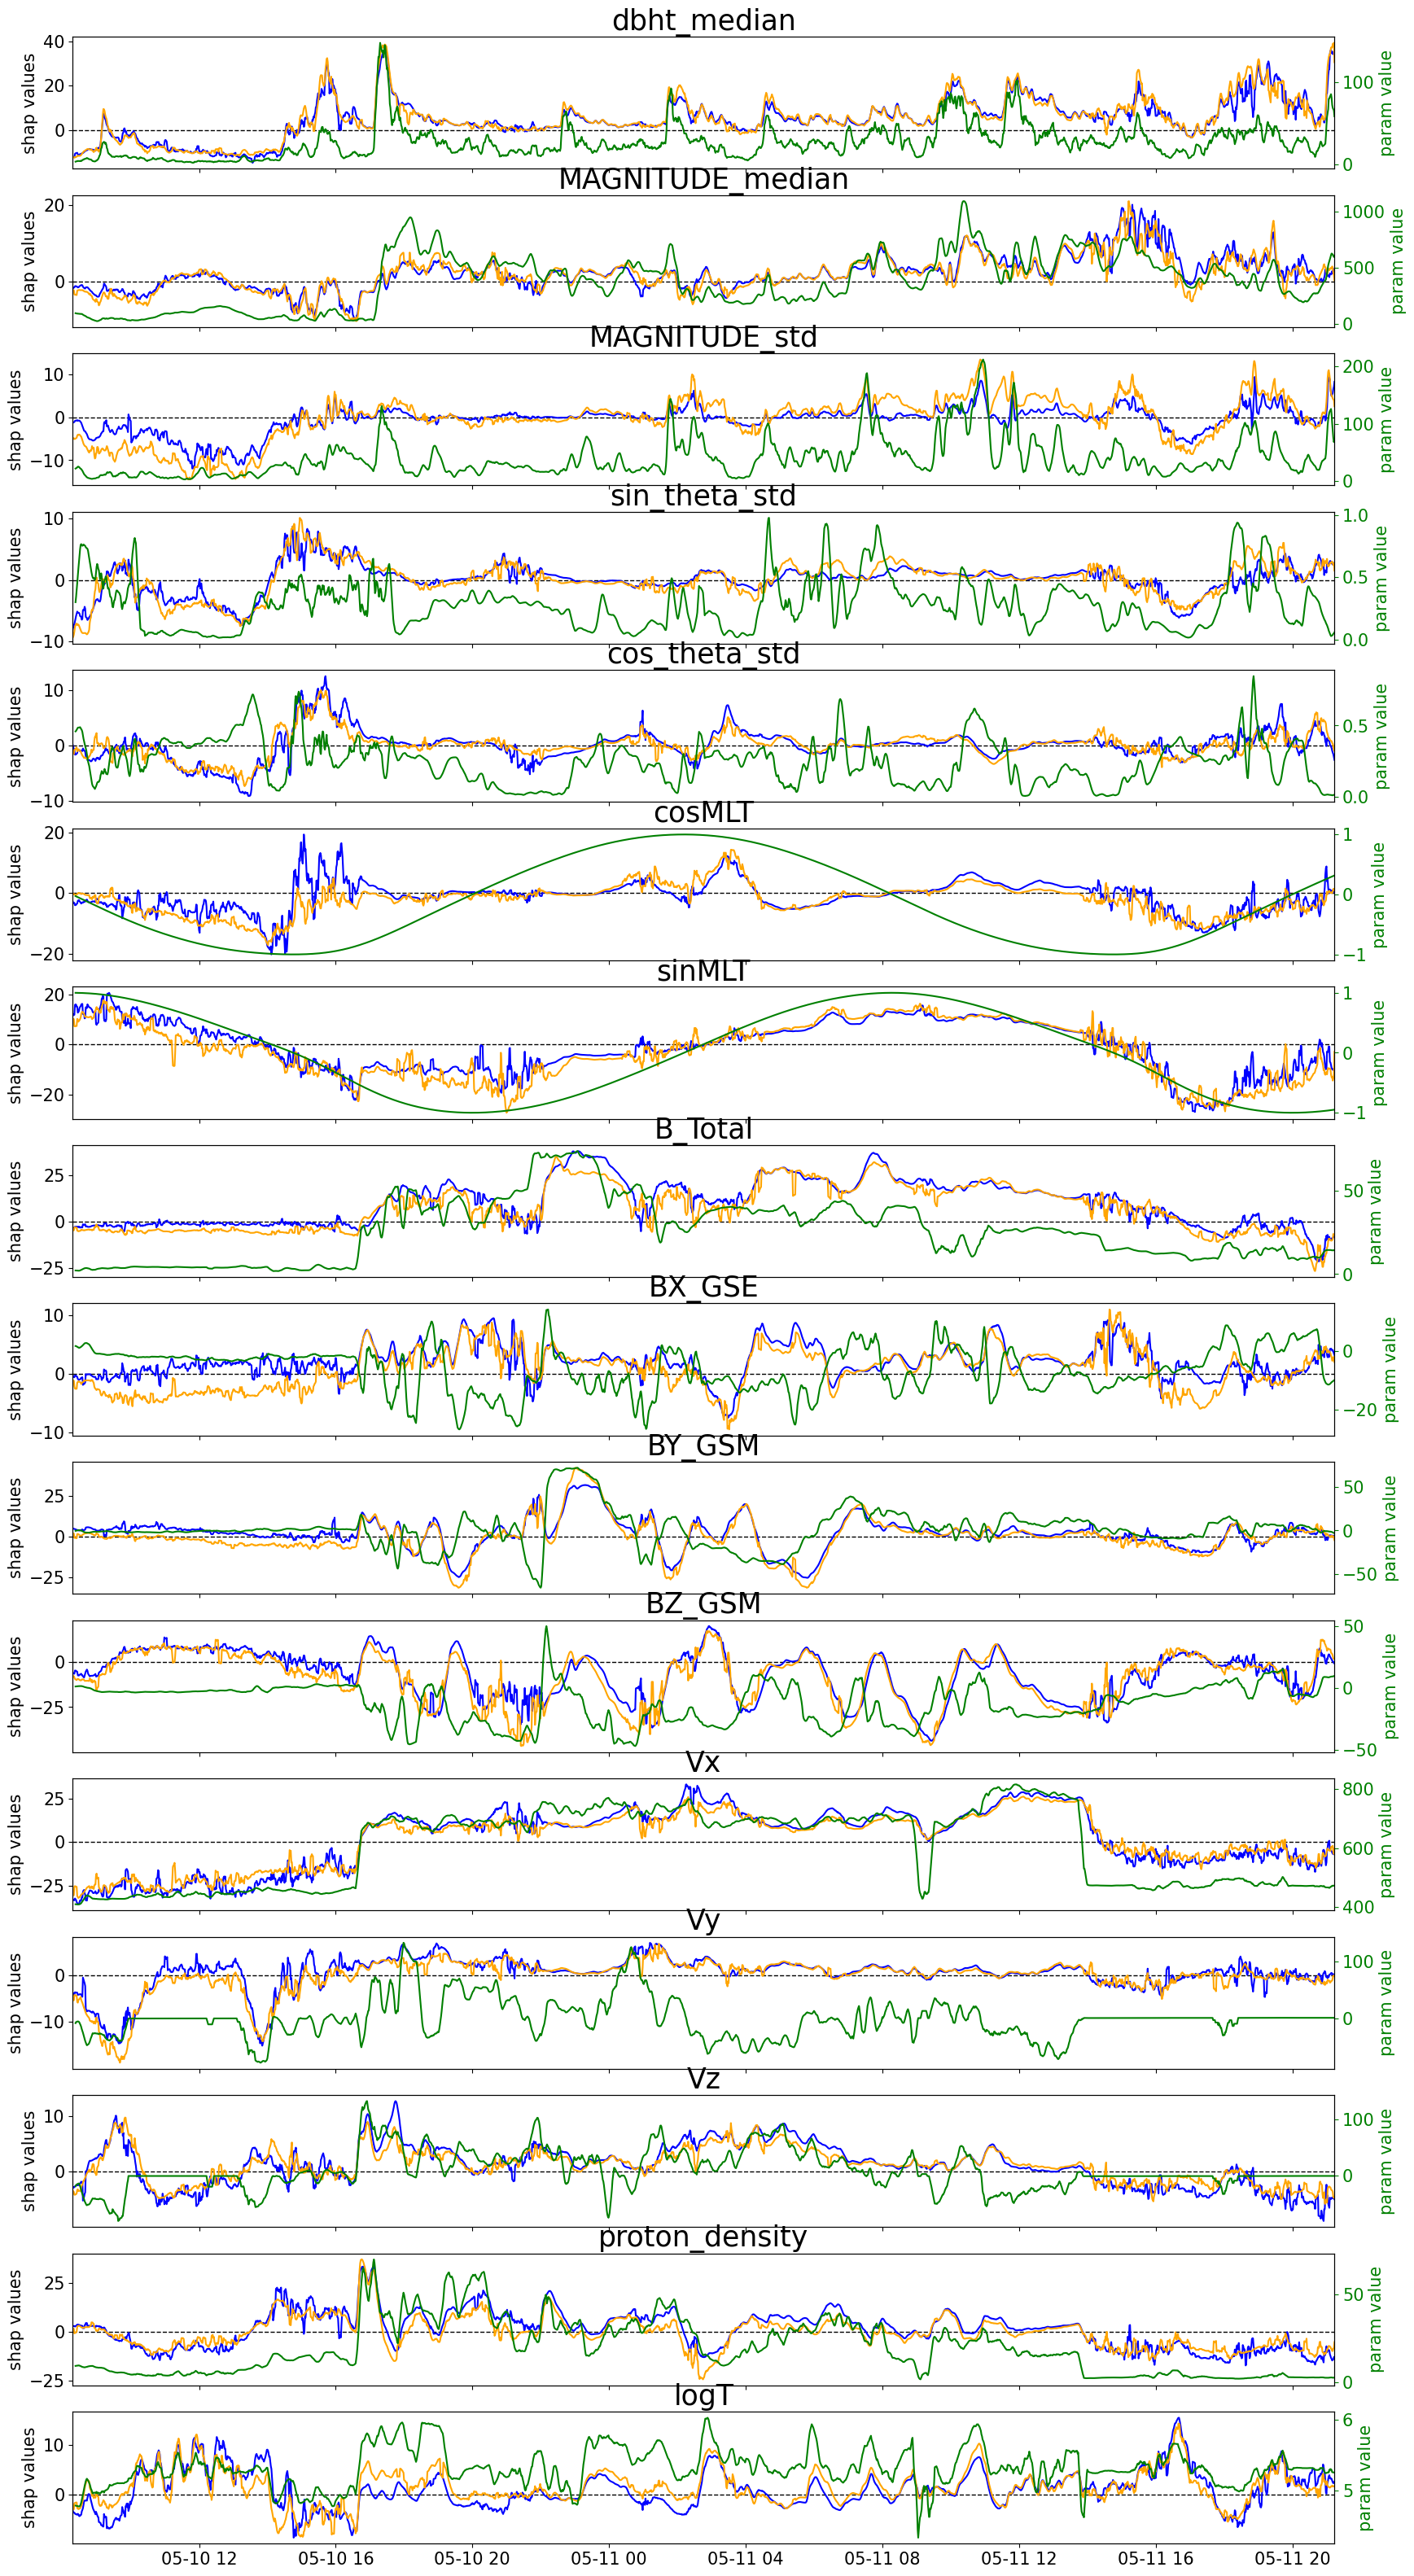 dbht_median
40
20
0
shap values
100
0
param value
MAGNITUDE_median
20
0
shap values
1000
500
0
param value
MAGNITUDE_std
10
0
−10
shap values
200
100
0
param value
sin_theta_std
10
0
−10
shap values
1.0
0.5
0.0
param value
cos_theta_std
10
0
−10
shap values
0.5
0.0
param value
cosMLT
20
0
−20
shap values
1
0
−1
param value
sinMLT
20
0
−20
shap values
1
0
−1
param value
B_Total
25
0
−25
shap values
50
0
param value
BX_GSE
10
0
−10
shap values
0
−20
param value
BY_GSM
25
0
−25
shap values
50
0
−50
param value
BZ_GSM
0
−25
shap values
50
0
−50
param value
Vx
25
0
−25
shap values
800
600
400
param value
Vy
0
−10
shap values
100
0
param value
Vz
10
0
shap values
100
0
param value
proton_density
25
0
−25
shap values
50
0
param value
logT
10
0
shap values
6
5
param value
05-10 12 05-10 16 05-10 20 05-11 00 05-11 04 05-11 08 05-11 12 05-11 16 05-11 20